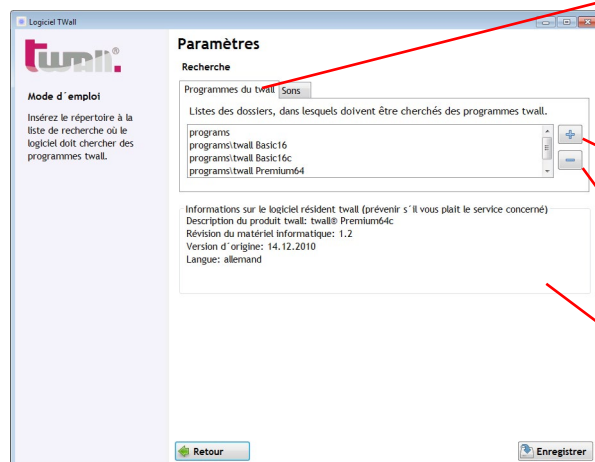 Logiciel TWall
twall®
Paramètres
Recherche
Mode d´emploi
Insérez le répertoire à la
liste de recherche où le
logiciel doit chercher des
programmes twall.
Programmes du twall
Sons
Listes des dossiers, dans lesquels doivent être cherchés des programmes twall.
programs
programs\twall Basic16
programs\twall Basic16c
programs\twall Premium64
Informations sur le logiciel résident twall (prévenir s´il vous plait le service concerné)
Description du produit twall: twall® Premium64c
Révision du matériel informatique: 1.2
Version d´origine: 14.12.2010
Langue: allemand
Retour
Enregistrer